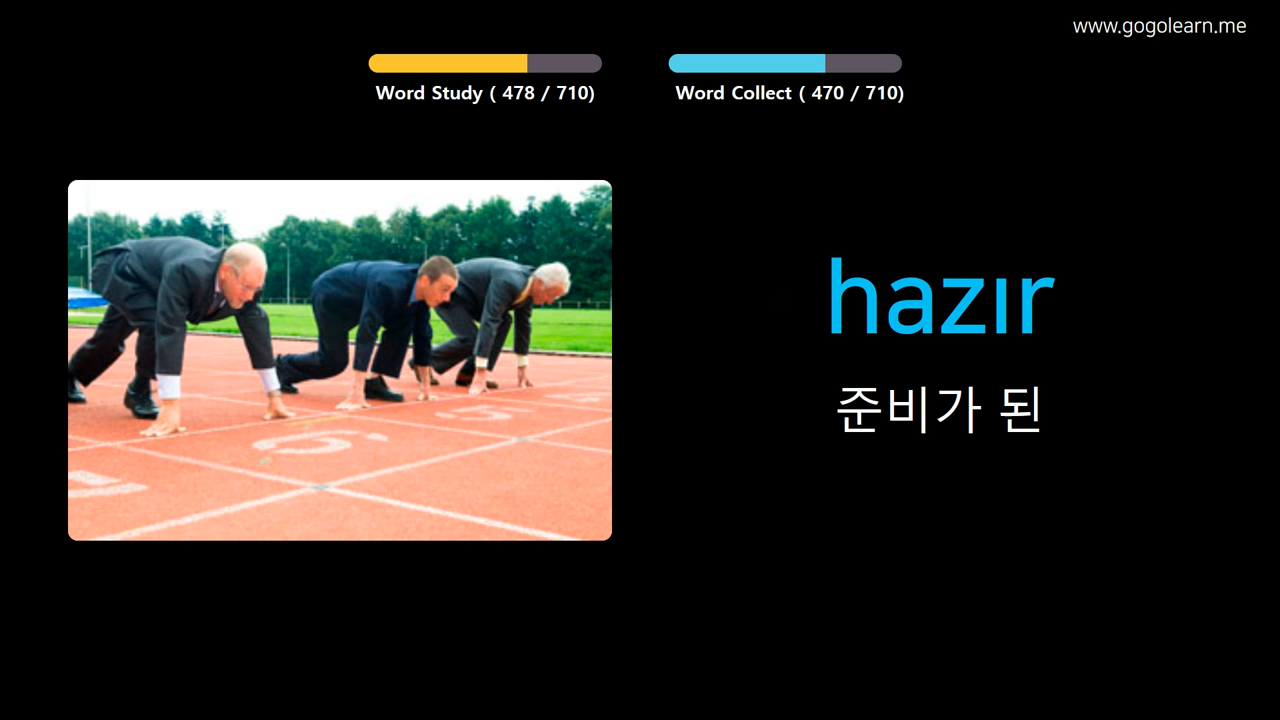 www.gogolearn.me
Word Study ( 478 / 710)
Word Collect ( 470 / 710)
hazır
준비가 된